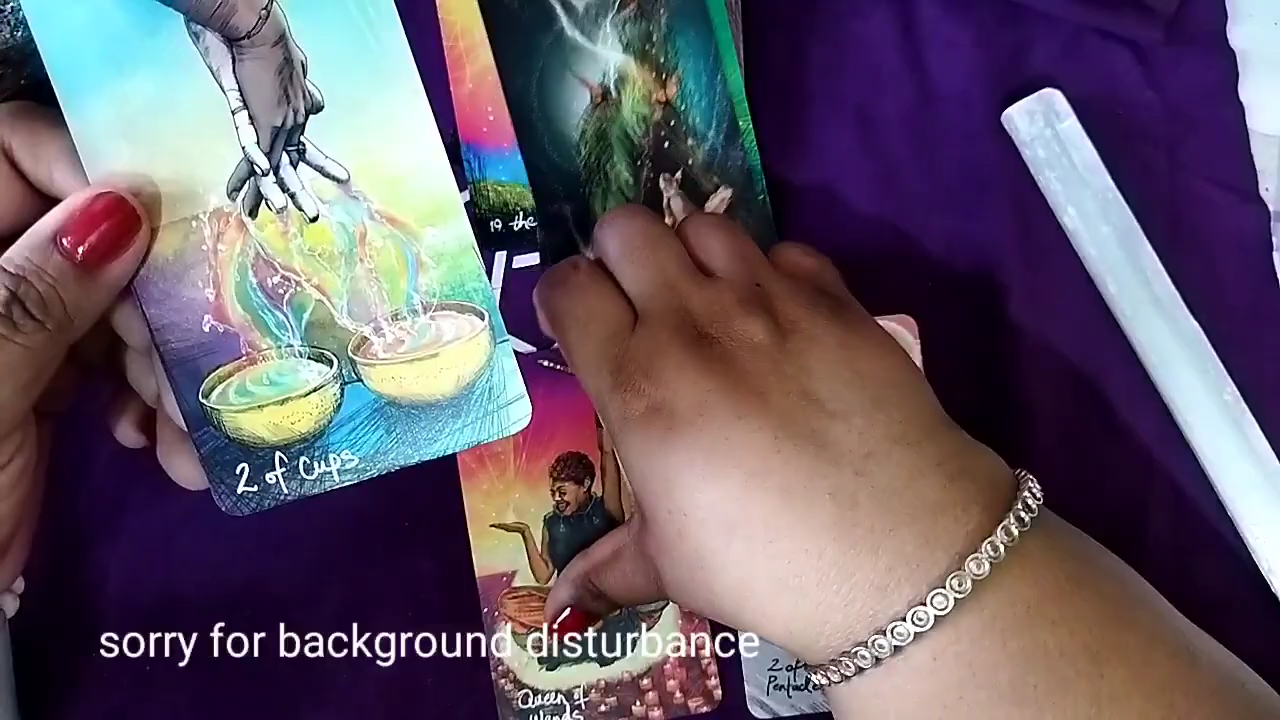 19. the
2 of cups
sorry for background disturbance
Queen of
Wands
2 of
Pentacles